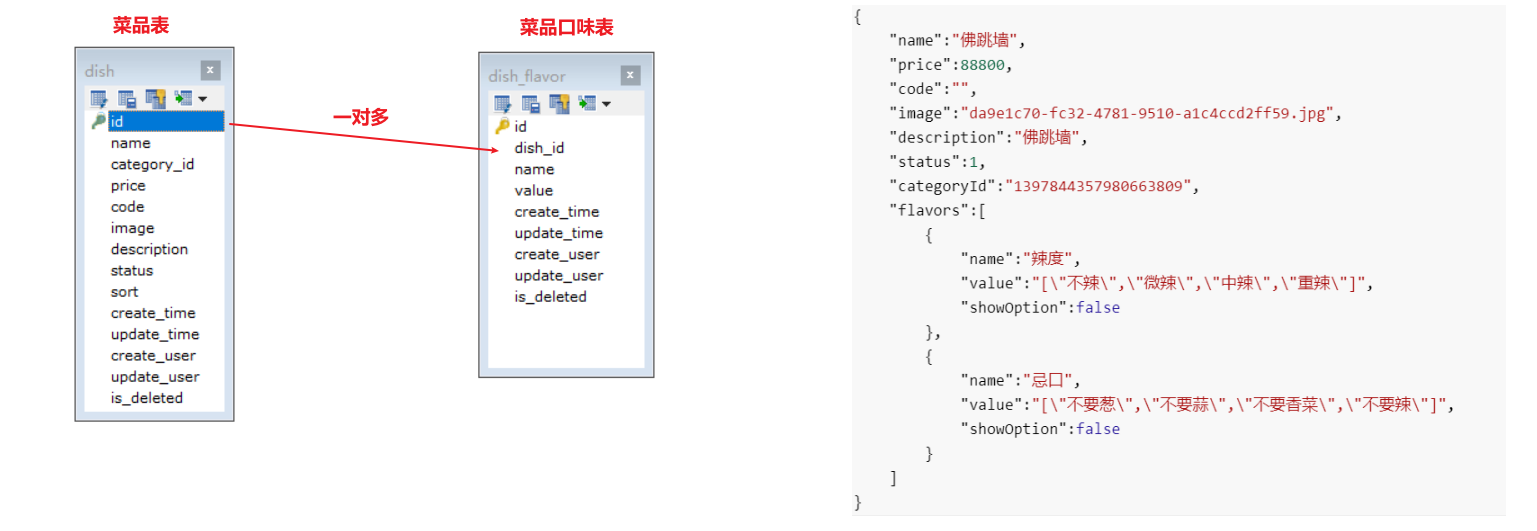 菜品表
dish
id
name
category_id
price
code
image
description
status
sort
create_time
update_time
create_user
update_user
is_deleted
一对多
菜品口味表
dish_flavor
id
dish_id
name
value
create_time
update_time
create_user
update_user
is_deleted
{
    "name":"佛跳墙",
    "price":88800,
    "code":"",
    "image":"da9e1c70-fc32-4781-9510-a1c4ccd2ff59.jpg",
    "description":"佛跳墙",
    "status":1,
    "categoryId":"1397844357980663809",
    "flavors":[
        {
            "name":"辣度",
            "value":"[\"不辣\",\"微辣\",\"中辣\",\"重辣\"]",
            "showOption":false
        },
        {
            "name":"忌口",
            "value":"[\"不要葱\",\"不要蒜\",\"不要香菜\",\"不要辣\"]",
            "showOption":false
        }
    ]
}